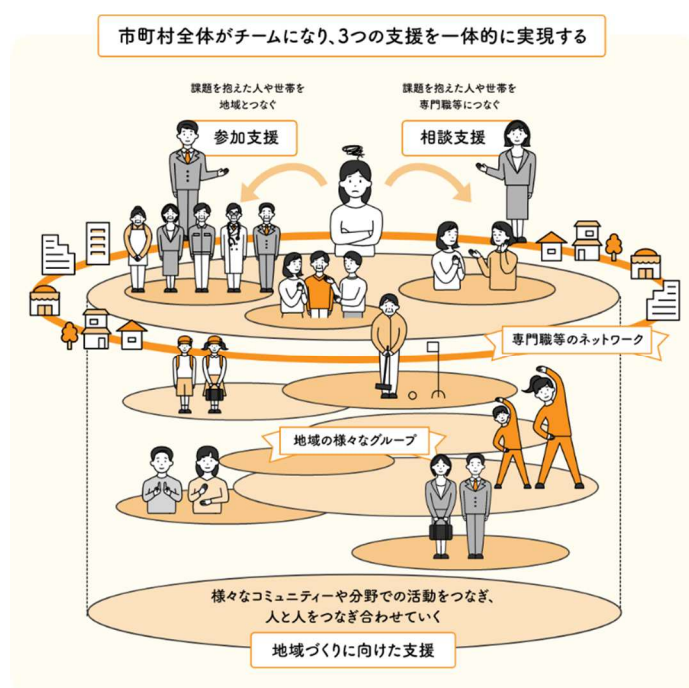 市町村全体がチームになり、3つの支援を一体的に実現する
課題を抱えた人や世帯を
地域とつなぐ
参加支援
課題を抱えた人や世帯を
専門職等につなぐ
相談支援
専門職等のネットワーク
地域の様々なグループ
様々なコミュニティーや分野での活動をつなぎ、
人と人をつなぎ合わせていく
地域づくりに向けた支援